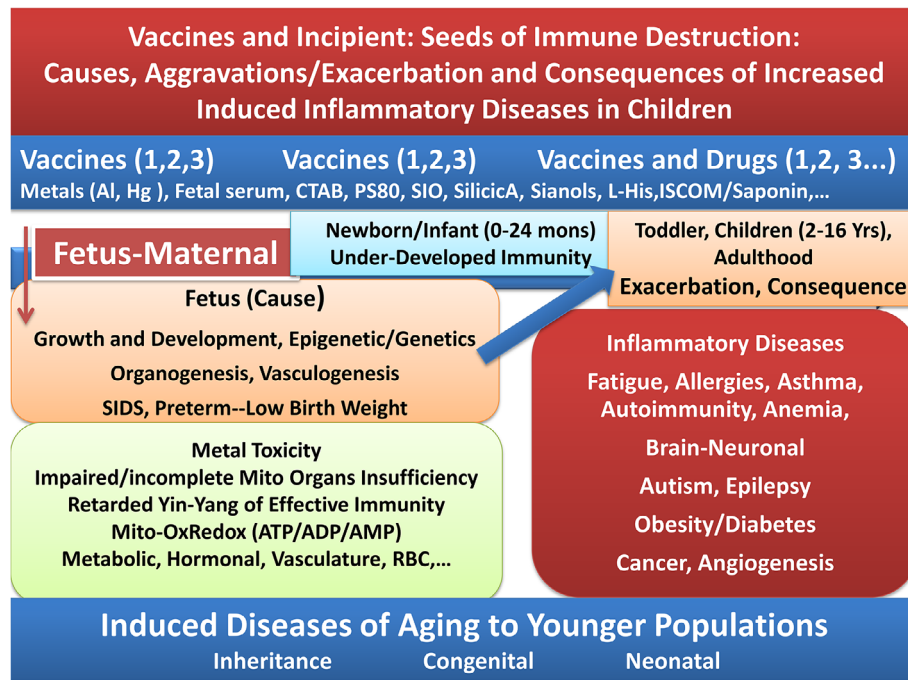 Vaccines and Incipient: Seeds of Immune Destruction:
Causes, Aggravations/Exacerbation and Consequences of Increased
Induced Inflammatory Diseases in Children
Vaccines (1,2,3) Vaccines (1,2,3) Vaccines and Drugs (1,2, 3...)
Metals (Al, Hg ), Fetal serum, CTAB, PS80, SIO, SilicicA, Sianols, L-His,ISCOM/Saponin,...
Fetus-Maternal
Newborn/Infant (0-24 mons)
Under-Developed Immunity
Toddler, Children (2-16 Yrs),
Adulthood
Exacerbation, Consequence
Fetus (Cause)
Growth and Development, Epigenetic/Genetics
Organogenesis, Vasculogenesis
SIDS, Preterm--Low Birth Weight
Metal Toxicity
Impaired/incomplete Mito Organs Insufficiency
Retarded Yin-Yang of Effective Immunity
Mito-OxRedox (ATP/ADP/AMP)
Metabolic, Hormonal, Vasculature, RBC,...
Inflammatory Diseases
Fatigue, Allergies, Asthma,
Autoimmunity, Anemia,
Brain-Neuronal
Autism, Epilepsy
Obesity/Diabetes
Cancer, Angiogenesis
Induced Diseases of Aging to Younger Populations
Inheritance Congenital Neonatal